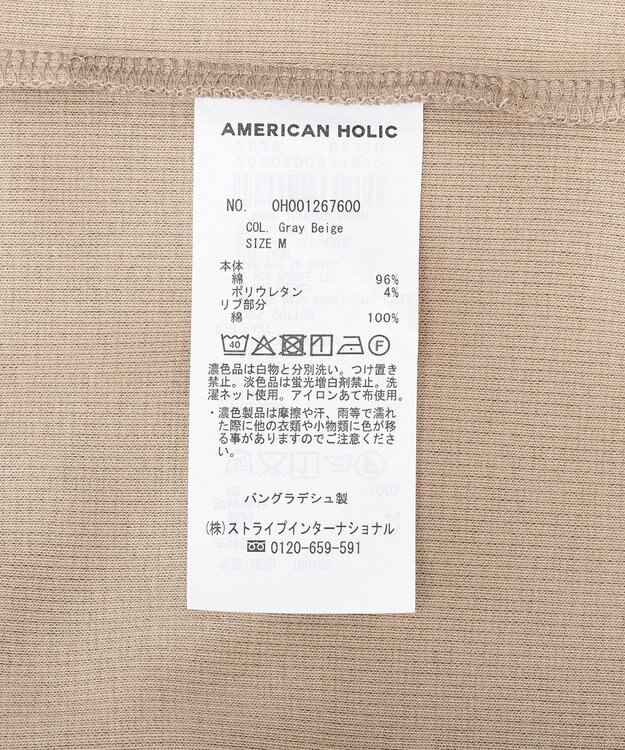 AMERICAN HOLIC
NO. 0H001267600
COL. Gray Beige
SIZE M
本体
綿 96%
ポリウレタン 4%
リブ部分
綿 100%
40 F
濃色品は白物と分別洗い。つけ置き
禁止。淡色品は蛍光増白剤禁止。洗
濯ネット使用。アイロンあて布使用。
・濃色製品は摩擦や汗、雨等で濡れ
た際に他の衣類や小物類に色が移
る事がありますのでご注意くださ
い。
バングラデシュ製
(株)ストライプインターナショナル
0120-659-591